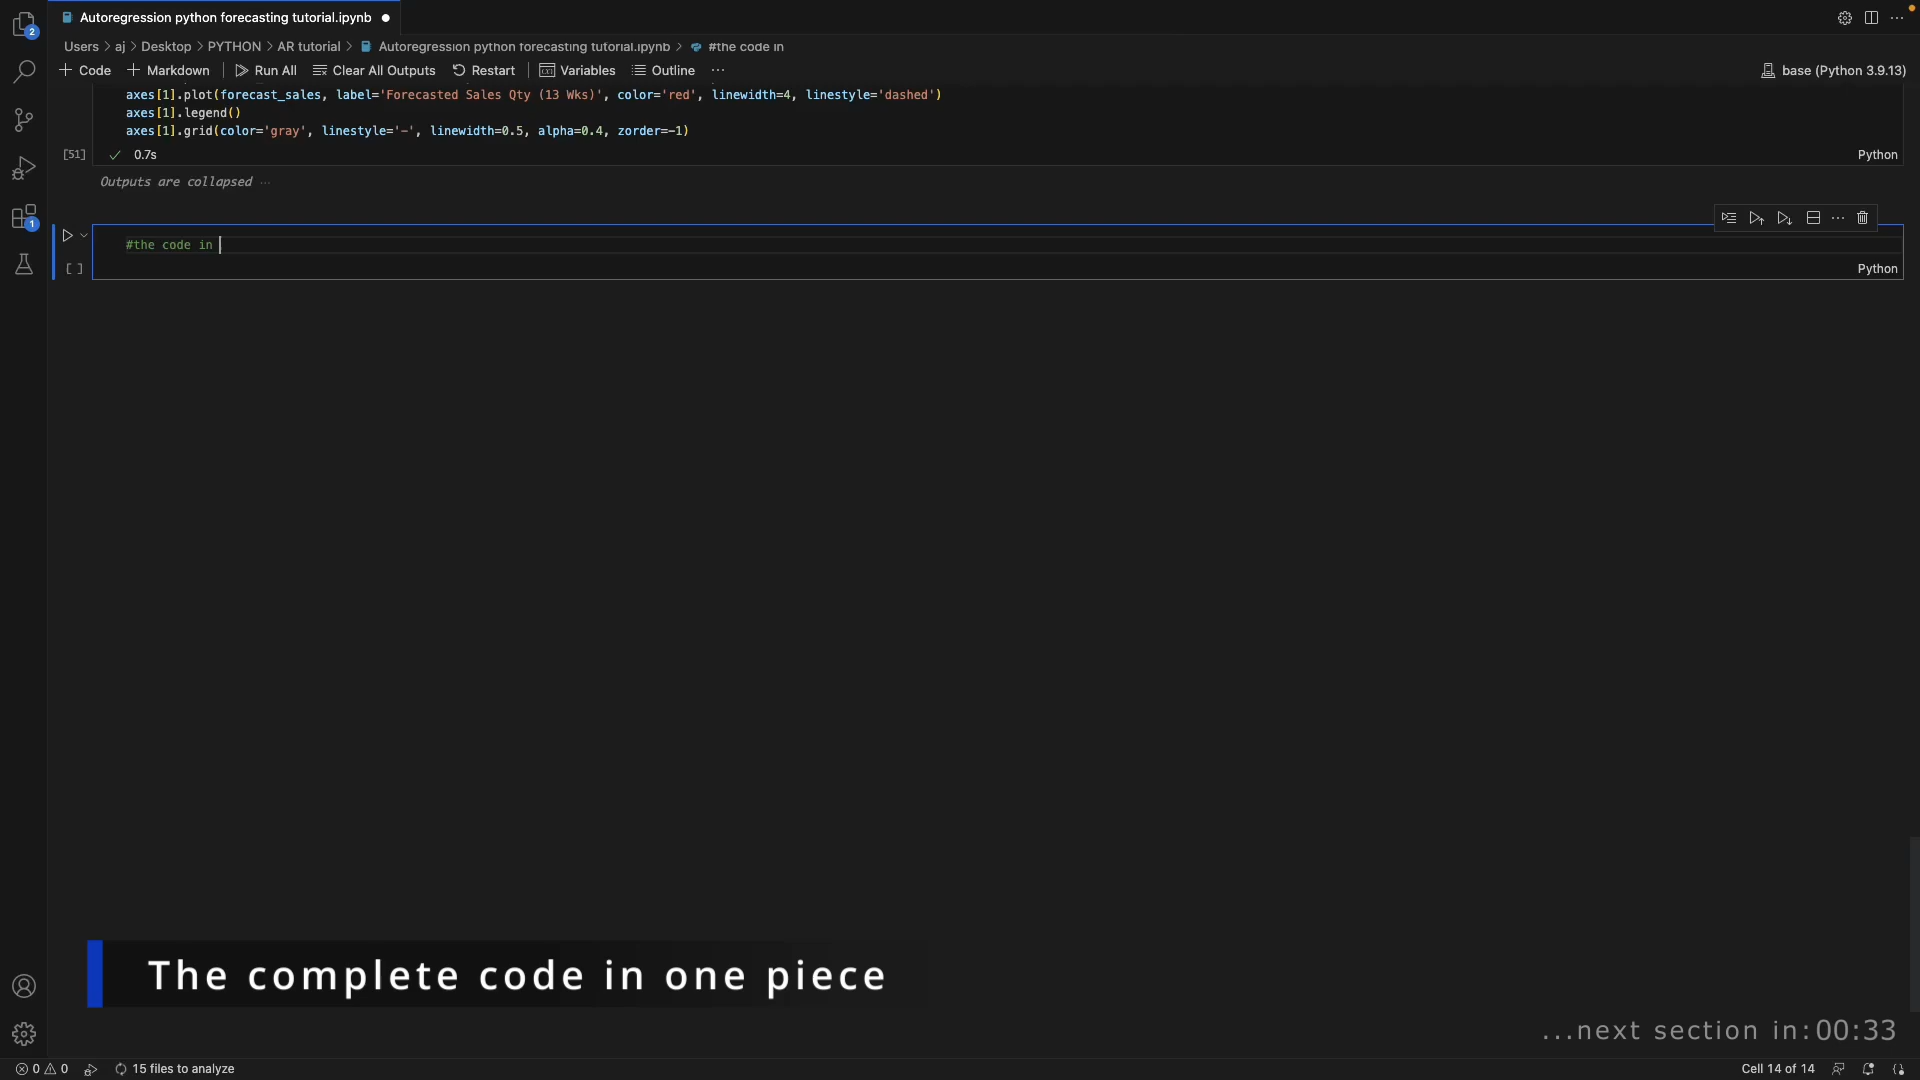 2
Autoregression python forecasting tutorial.ipynb
Users > aj > Desktop > PYTHON > AR tutorial > Autoregression python forecasting tutorial.ipynb > #the code in
+ Code + Markdown Run All Clear All Outputs Restart Variables Outline ...
base (Python 3.9.13)
axes[1].plot(forecast_sales, label='Forecasted Sales Qty (13 Wks)', color='red', linewidth=4, linestyle='dashed')
axes[1].legend()
axes[1].grid(color='gray', linestyle='-', linewidth=0.5, alpha=0.4, zorder=-1)
[51] 0.7s Python
Outputs are collapsed ...
1
#the code in
[ ] Python
The complete code in one piece
...next section in:00:33
0 0 15 files to analyze Cell 14 of 14